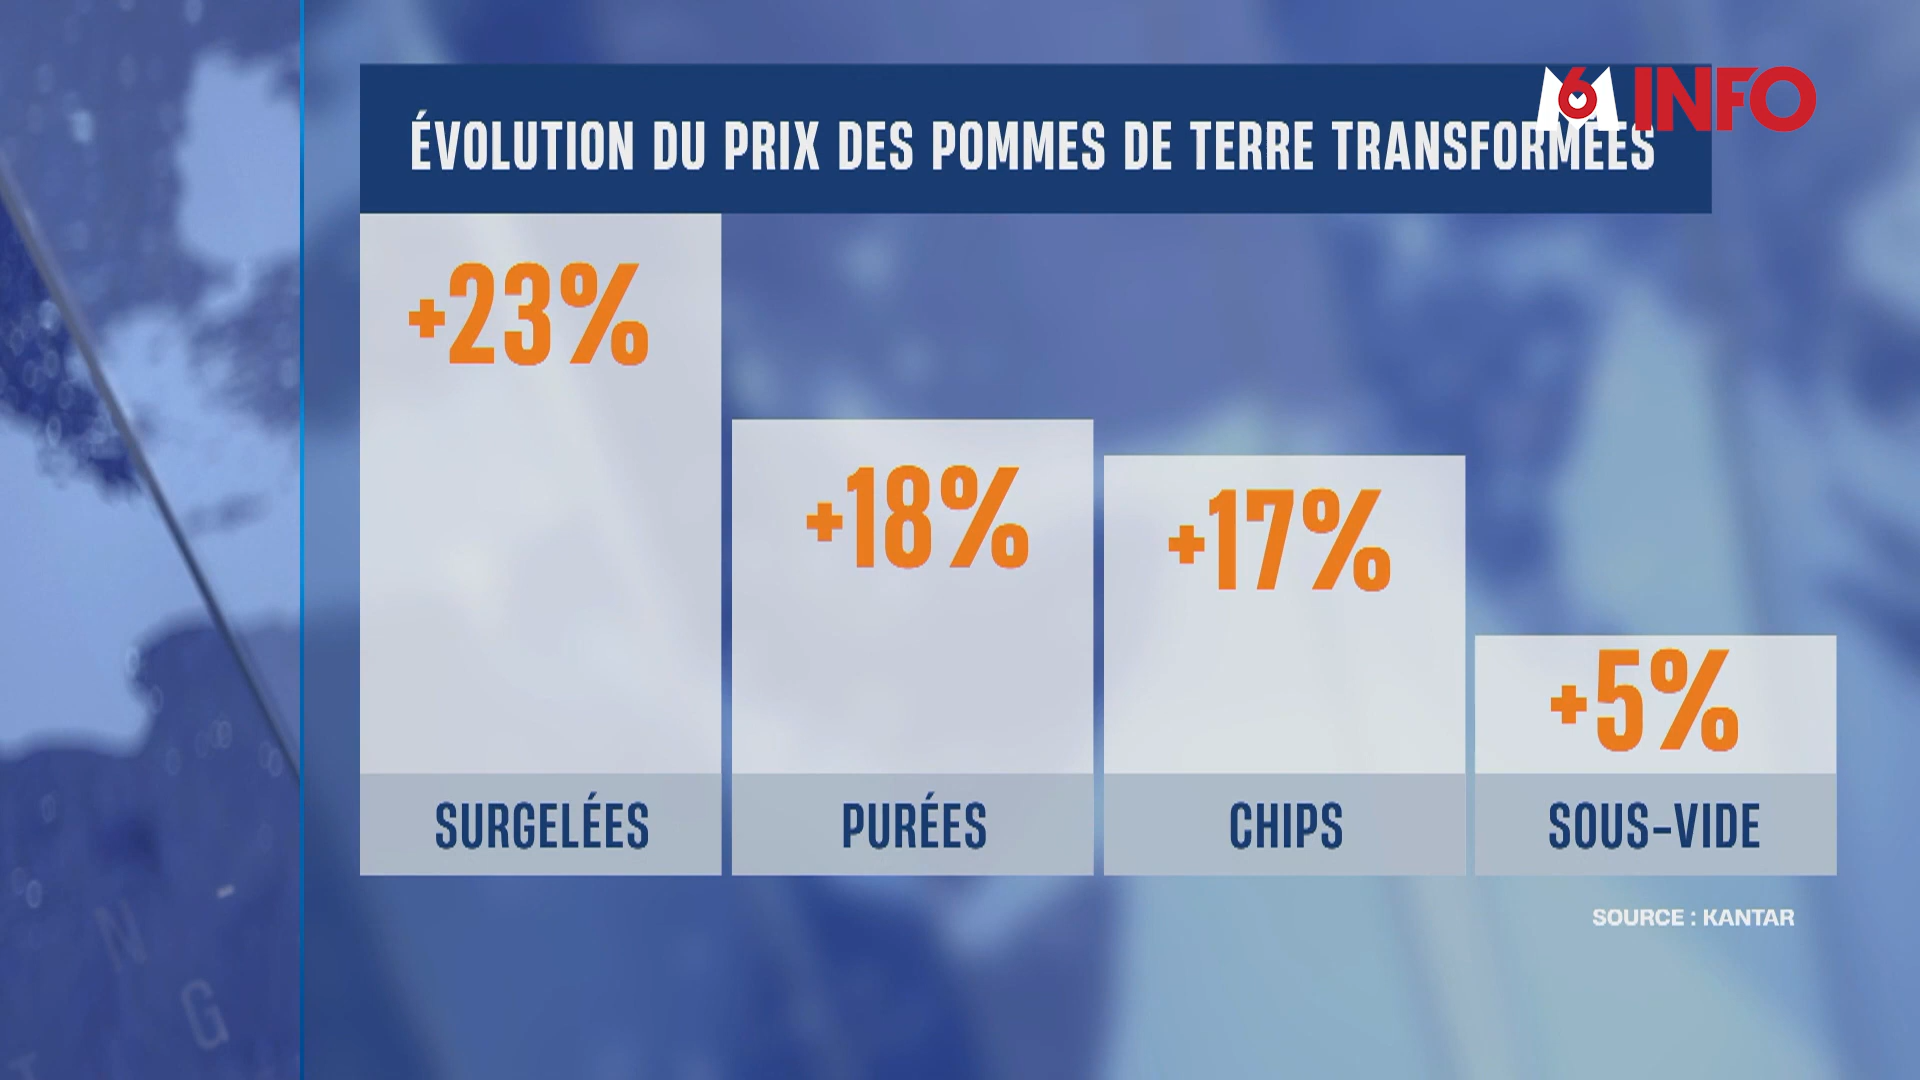 M6 INFO
ÉVOLUTION DU PRIX DES POMMES DE TERRE TRANSFORMÉES
+23%
+18%
+17%
+5%
SURGELÉES
PURÉES
CHIPS
SOUS-VIDE
SOURCE : KANTAR
N
G